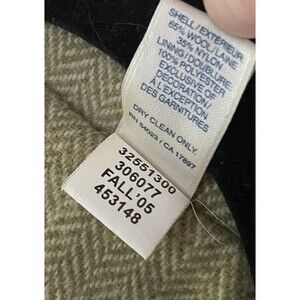 SHELL/EXTERIEUR
65% WOOL/LAINE
35% NYLON
LINING/DOUBLURE
100% POLYESTER
EXCLUSIVE OF
DECORATION
À L'EXCEPTION
DES GARNITURES
DRY CLEAN ONLY.
RN 54023 / CA 17897
32551300
306077
FALL 05
453148